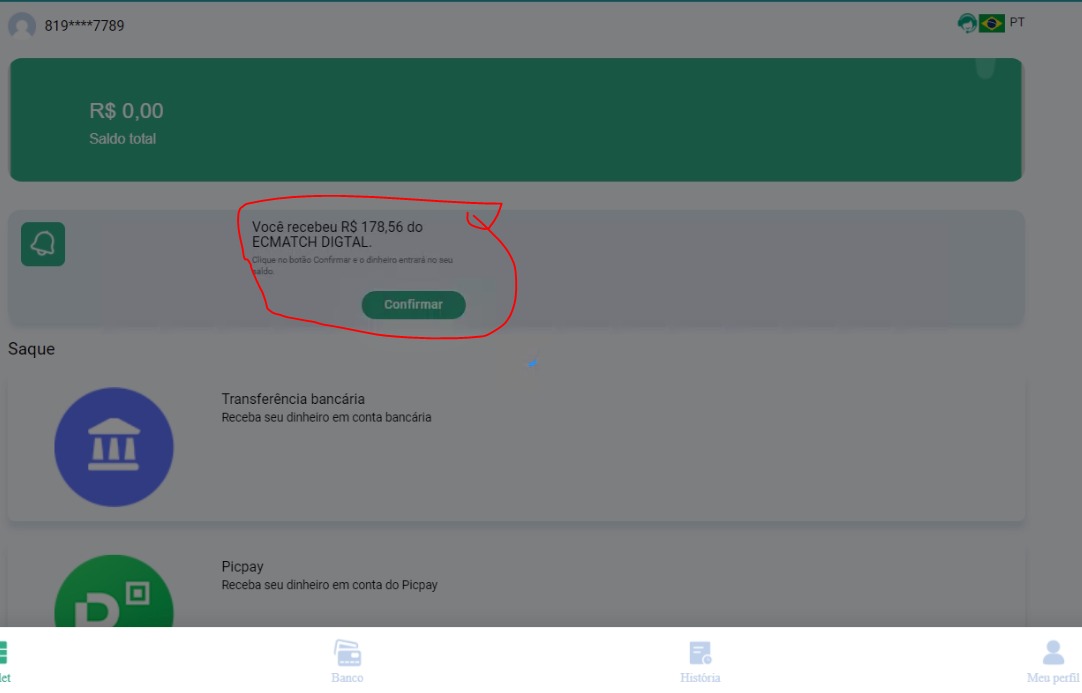 819****7789
PT
R$ 0,00
Saldo total
Você recebeu R$ 178,56 do
ECMATCH DIGTAL.
Clique no botão Confirmar e o dinheiro entrará no seu
saldo
Confirmar
Saque
Transferência bancária
Receba seu dinheiro em conta bancária
Picpay
Receba seu dinheiro em conta do Picpay
let
Banco
História
Meu perfil